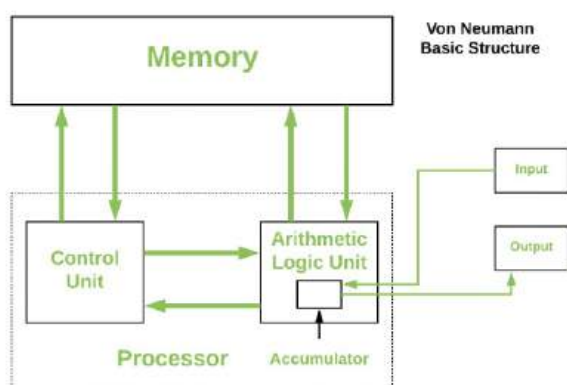 Von Neumann
Basic Structure
Memory
Input
Output
Control
Unit
Arithmetic
Logic Unit
Processor
Accumulator